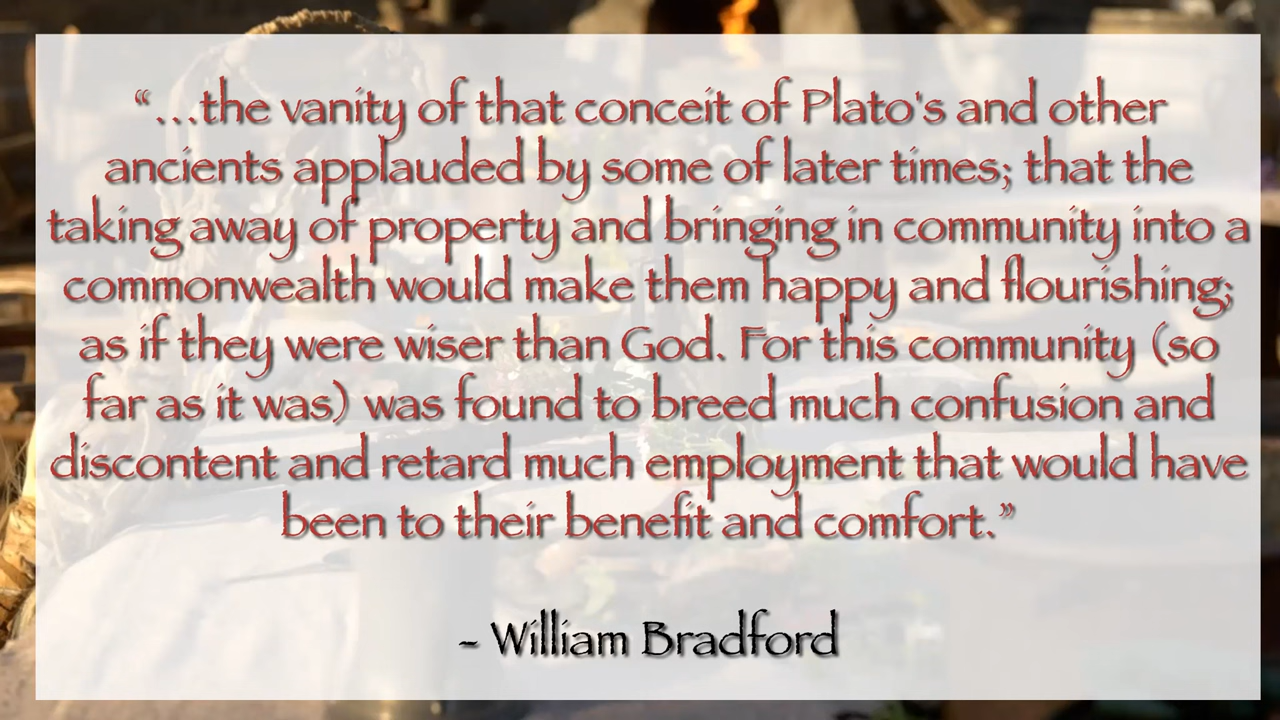 “...the vanity of that conceit of Plato's and other
ancients applauded by some of later times; that the
taking away of property and bringing in community into a
commonwealth would make them happy and flourishing;
as if they were wiser than God. For this community (so
far as it was) was found to breed much confusion and
discontent and retard much employment that would have
been to their benefit and comfort.”
- William Bradford